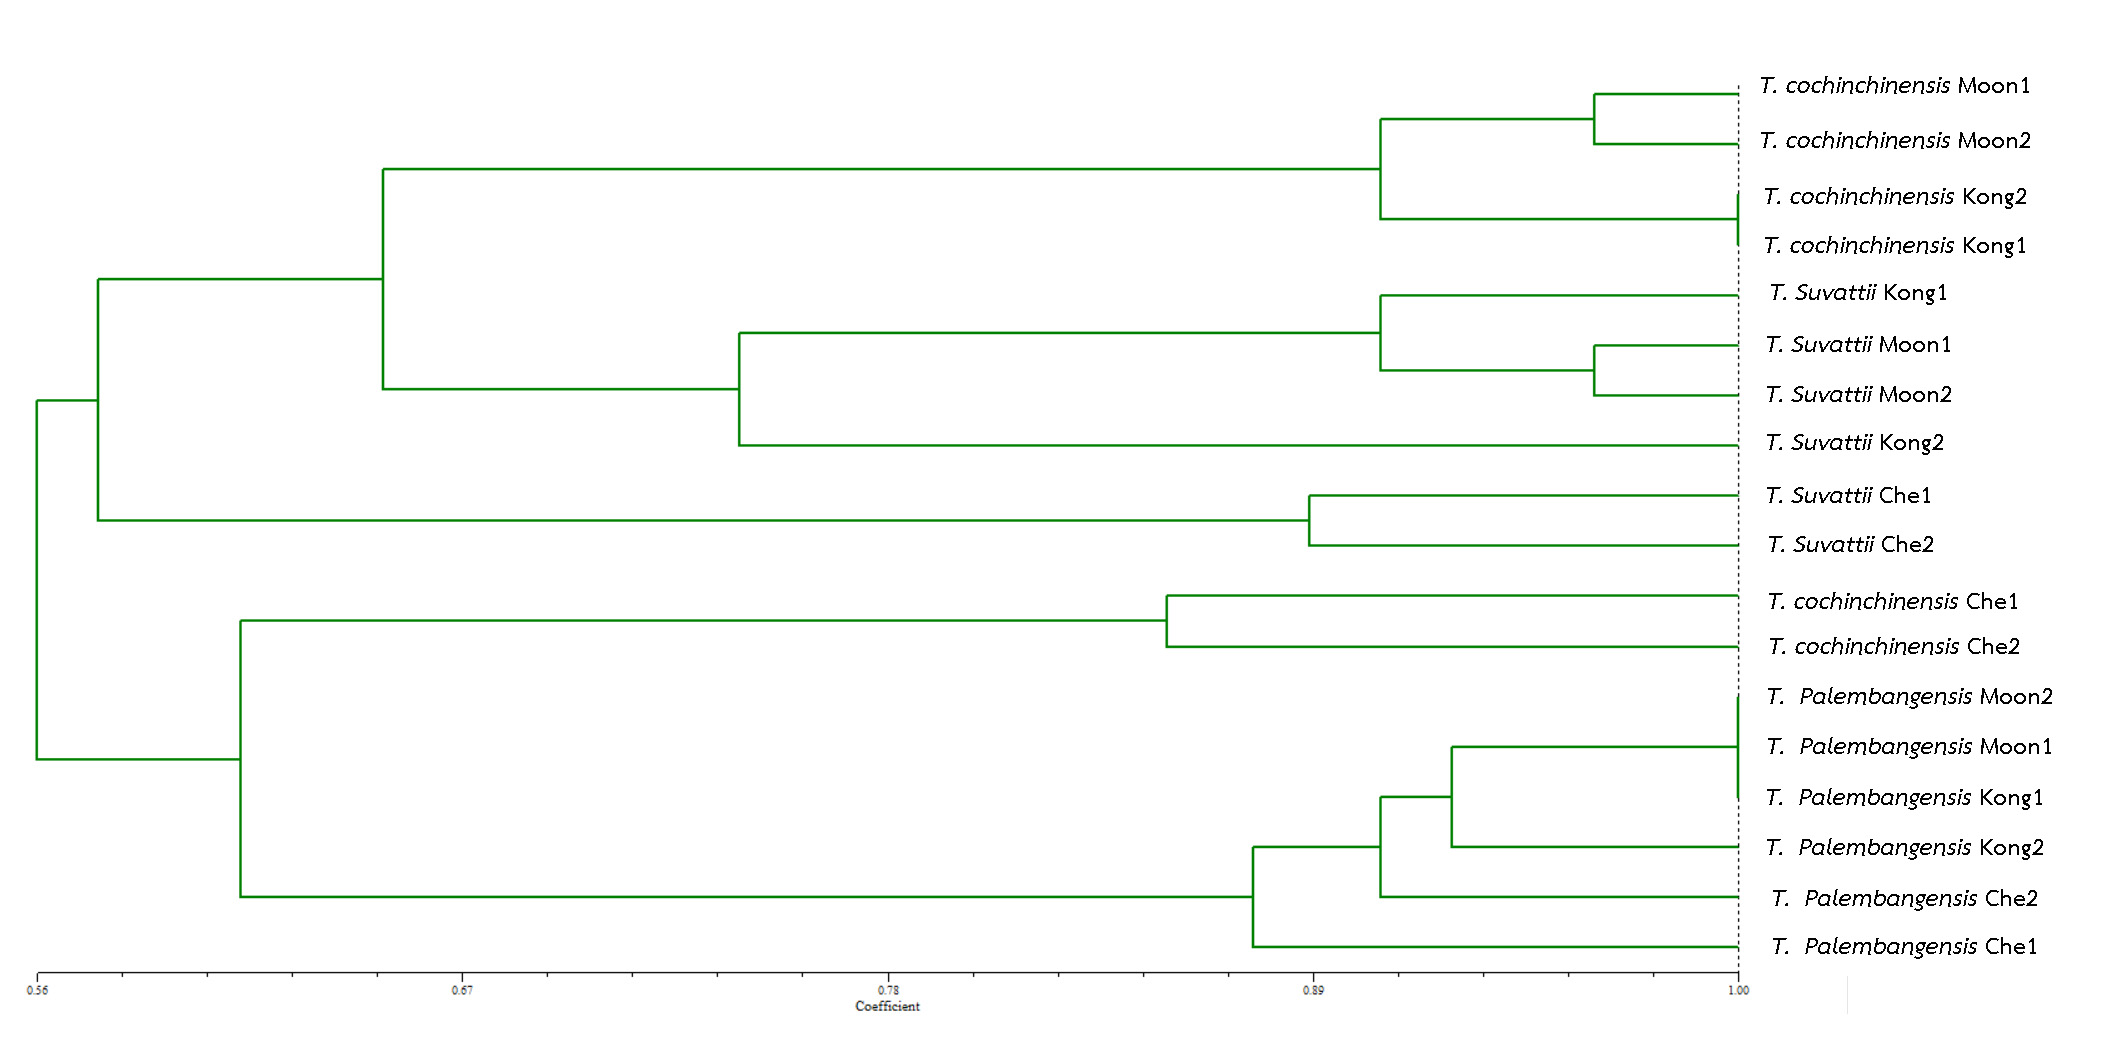 T. cochinchinensis Moon1
T. cochinchinensis Moon2
T. cochinchinensis Kong2
T. cochinchinensis Kong1
T. Suvattii Kong1
T. Suvattii Moon1
T. Suvattii Moon2
T. Suvattii Kong2
T. Suvattii Che1
T. Suvattii Che2
T. cochinchinensis Che1
T. cochinchinensis Che2
T. Palembangensis Moon2
T. Palembangensis Moon1
T. Palembangensis Kong1
T. Palembangensis Kong2
T. Palembangensis Che2
T. Palembangensis Che1
0.56 0.67 0.78 0.89 1.00
Coefficient